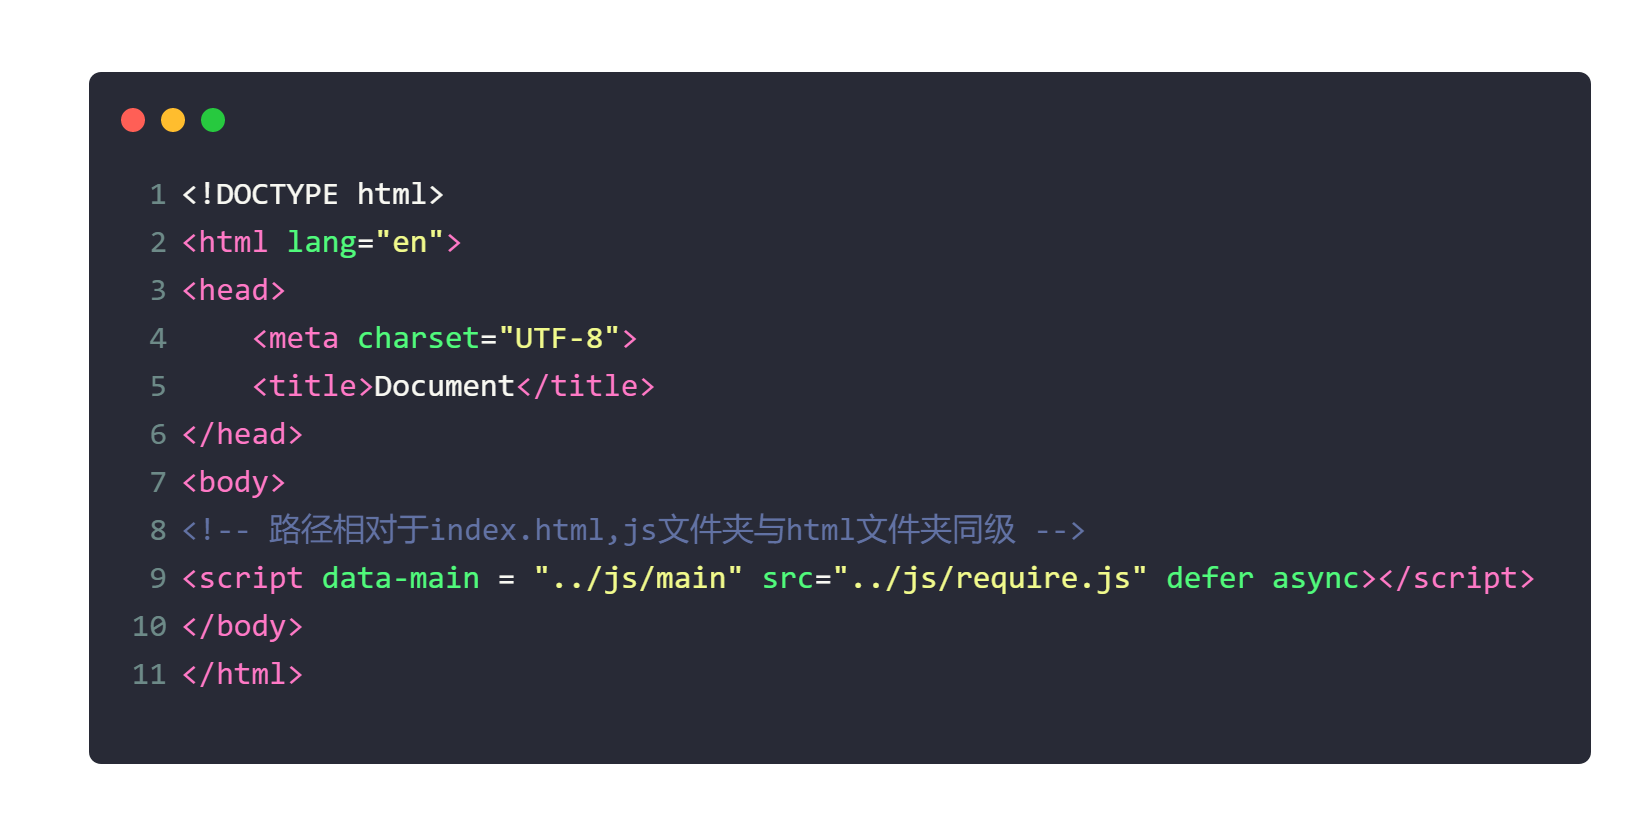 1 <!DOCTYPE html>
2 <html lang="en">
3 <head>
4     <meta charset="UTF-8">
5     <title>Document</title>
6 </head>
7 <body>
8 <!-- 路径相对于index.html,js文件夹与html文件夹同级 -->
9 <script data-main = "../js/main" src="../js/require.js" defer async></script>
10 </body>
11 </html>